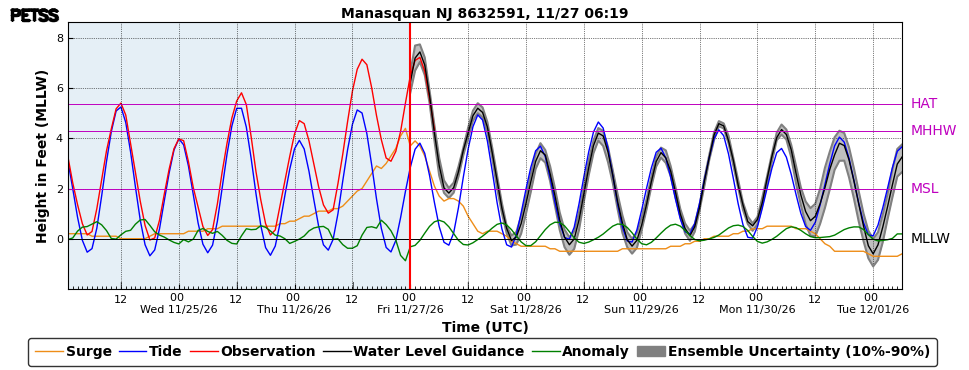 PETSS
Manasquan NJ 8632591, 11/27 06:19
Height in Feet (MLLW)
8
6
4
2
0
HAT
MHHW
MSL
MLLW
12 00 12 00 12 00 12 00 12 00 12 00 12 00
Wed 11/25/26 Thu 11/26/26 Fri 11/27/26 Sat 11/28/26 Sun 11/29/26 Mon 11/30/26 Tue 12/01/26
Time (UTC)
Surge Tide Observation Water Level Guidance Anomaly Ensemble Uncertainty (10%-90%)